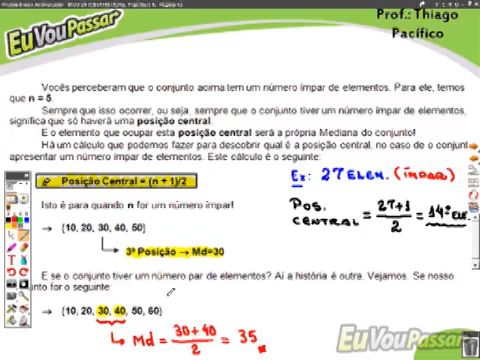 EuVouPassar
Prof.: Thiago
Pacífico
Vocês perceberam que o conjunto acima tem um número ímpar de elementos. Para ele, temos
que n = 5.
Sempre que isso ocorrer, ou seja, sempre que o conjunto tiver um número ímpar de elementos,
significa que só haverá uma posição central.
E o elemento que ocupar esta posição central será a própria Mediana do conjunto!
Há um cálculo que podemos fazer para descobrir qual é a posição central, no caso de o conjunto
apresentar um número ímpar de elementos. Este cálculo é o seguinte:
Posição Central = (n + 1)/2
Ex: 27 ELEM. (ÍMPAR)
Isto é para quando n for um número ímpar!
POS. CENTRAL = 27+1/2 = 14º ELE
→ (10, 20, 30, 40, 50)
3ª Posição → Md=30
E se o conjunto tiver um número par de elementos? Aí a história é outra. Vejamos. Se nosso
unto for o seguinte:
→ (10, 20, 30, 40, 50, 60)
Md = 30+40/2 = 35
EuVouPassar